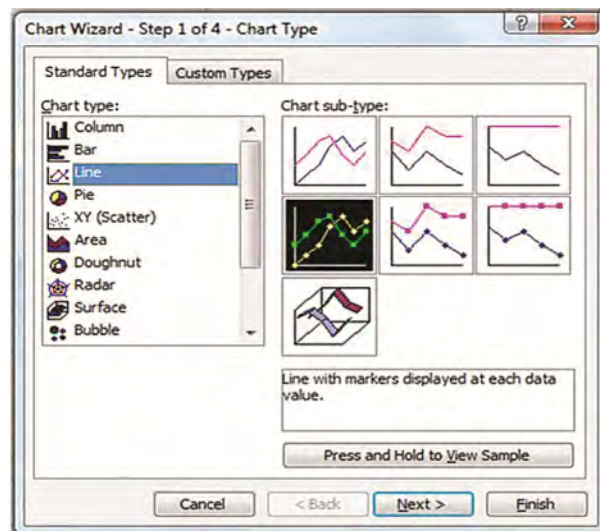 Chart Wizard - Step 1 of 4 - Chart Type
Standard Types
Custom Types
Chart type:
Column
Bar
Line
Pie
XY (Scatter)
Area
Doughnut
Radar
Surface
Bubble
Chart sub-type:
Line with markers displayed at each data
value.
Press and Hold to View Sample
Cancel
< Back
Next >
Finish